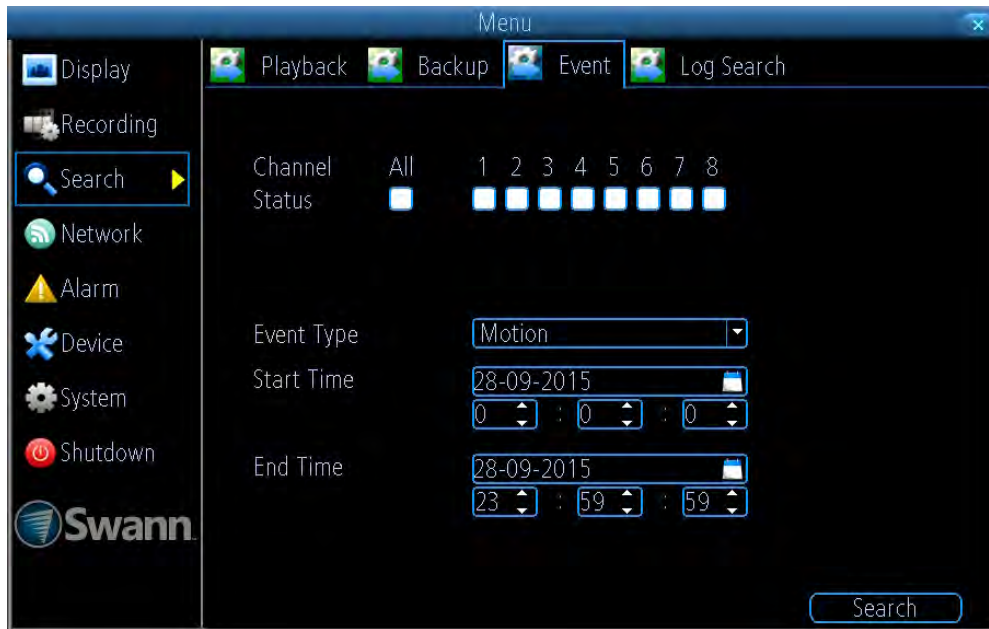 Menu
Display
Recording
Search
Network
Alarm
Device
System
Shutdown
Swann
Playback Backup Event Log Search
Channel All 1 2 3 4 5 6 7 8
Status
Event Type Motion
Start Time 28-09-2015
0 : 0 : 0
End Time 28-09-2015
23 : 59 : 59
Search